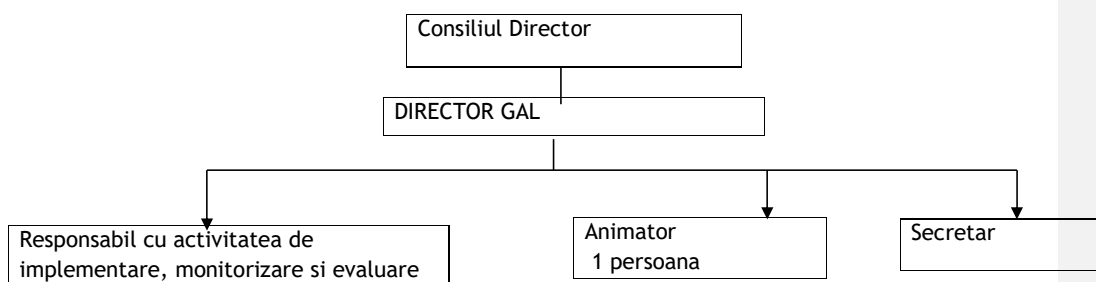 Consiliul Director
DIRECTOR GAL
Responsabil cu activitatea de
implementare, monitorizare si evaluare
Animator
1 persoana
Secretar